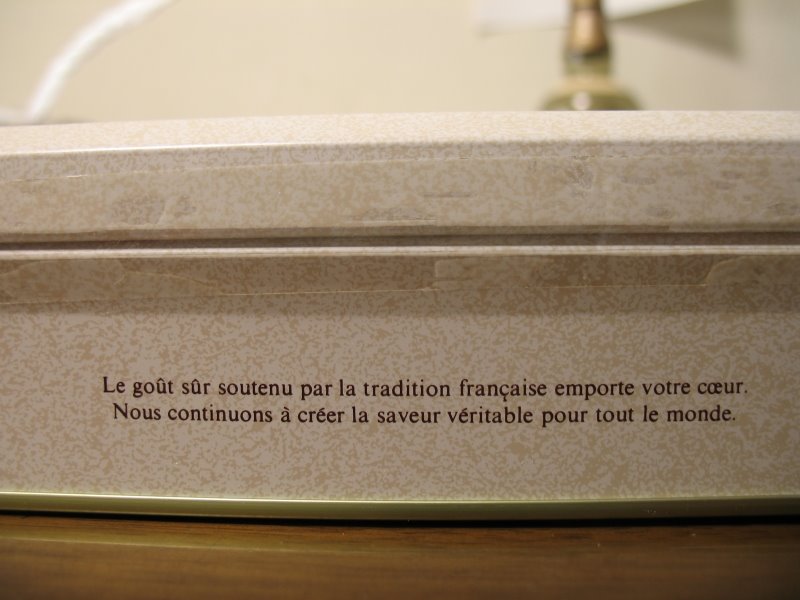 Le goût sûr soutenu par la tradition française emporte votre cœur.
Nous continuons à créer la saveur véritable pour tout le monde.